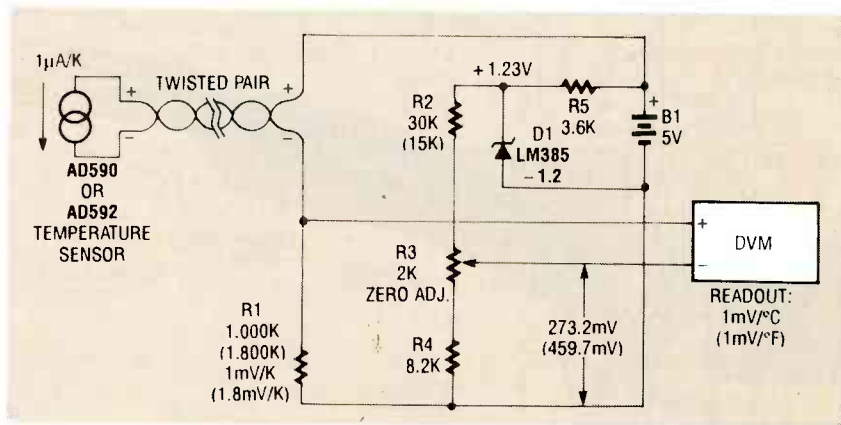 1µA/K
TWISTED PAIR
+
−
+
−
AD590
OR
AD592
TEMPERATURE
SENSOR
R1
1.000K
(1.800K)
1mV/K
(1.8mV/K)
R2
30K
(15K)
+1.23V
D1
LM385
−1.2
R5
3.6K
+
B1
5V
R3
2K
ZERO ADJ.
R4
8.2K
273.2mV
(459.7mV)
+
−
DVM
READOUT:
1mV/°C
(1mV/°F)